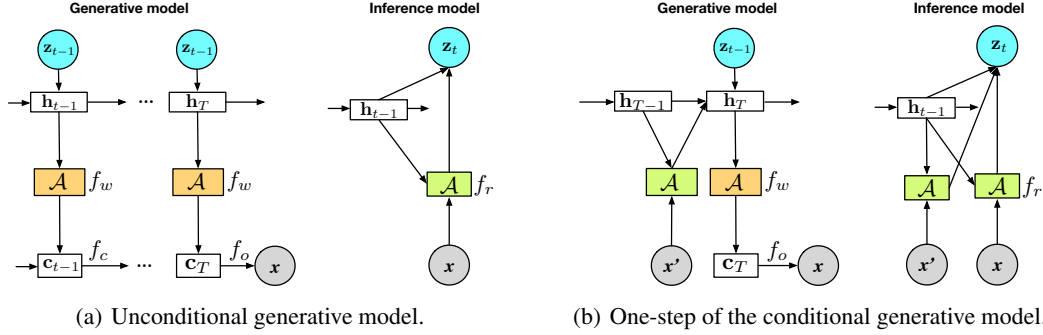 Generative model Inference model Generative model Inference model
z_{t−1} z_{t−1} z_t z_{t−1} z_t
h_{t−1} ... h_T h_{t−1} h_{T−1} h_T h_{t−1}
𝒜 f_w 𝒜 f_w 𝒜 f_r 𝒜 𝒜 f_w 𝒜 𝒜 f_r
c_{t−1} f_c ... c_T f_o x x x' c_T f_o x x' x
(a) Unconditional generative model. (b) One-step of the conditional generative model